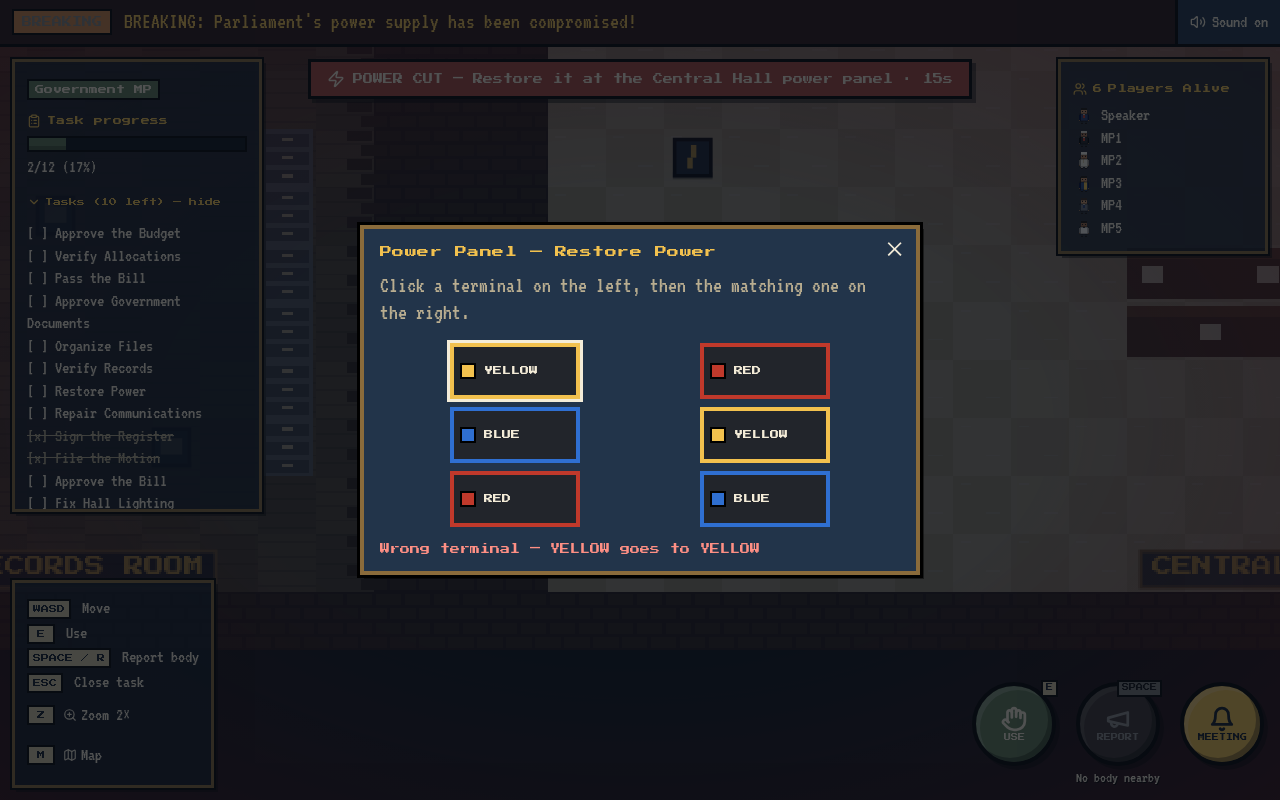 BREAKING
BREAKING: Parliament's power supply has been compromised!
Sound on
POWER CUT — Restore it at the Central Hall power panel · 15s
Government MP
Task progress
2/12 (17%)
Tasks (10 left) — hide
[ ] Approve the Budget
[ ] Verify Allocations
[ ] Pass the Bill
[ ] Approve Government
Documents
[ ] Organize Files
[ ] Verify Records
[ ] Restore Power
[ ] Repair Communications
[x] Sign the Register
[x] File the Motion
[ ] Approve the Bill
[ ] Fix Hall Lighting
6 Players Alive
Speaker
MP1
MP2
MP3
MP4
MP5
Power Panel — Restore Power
Click a terminal on the left, then the matching one on
the right.
YELLOW
RED
BLUE
YELLOW
RED
BLUE
Wrong terminal — YELLOW goes to YELLOW
CORDS ROOM
CENTRA
WASD Move
E Use
SPACE / R Report body
ESC Close task
Z Zoom 2X
M Map
E
USE
SPACE
REPORT
MEETING
No body nearby